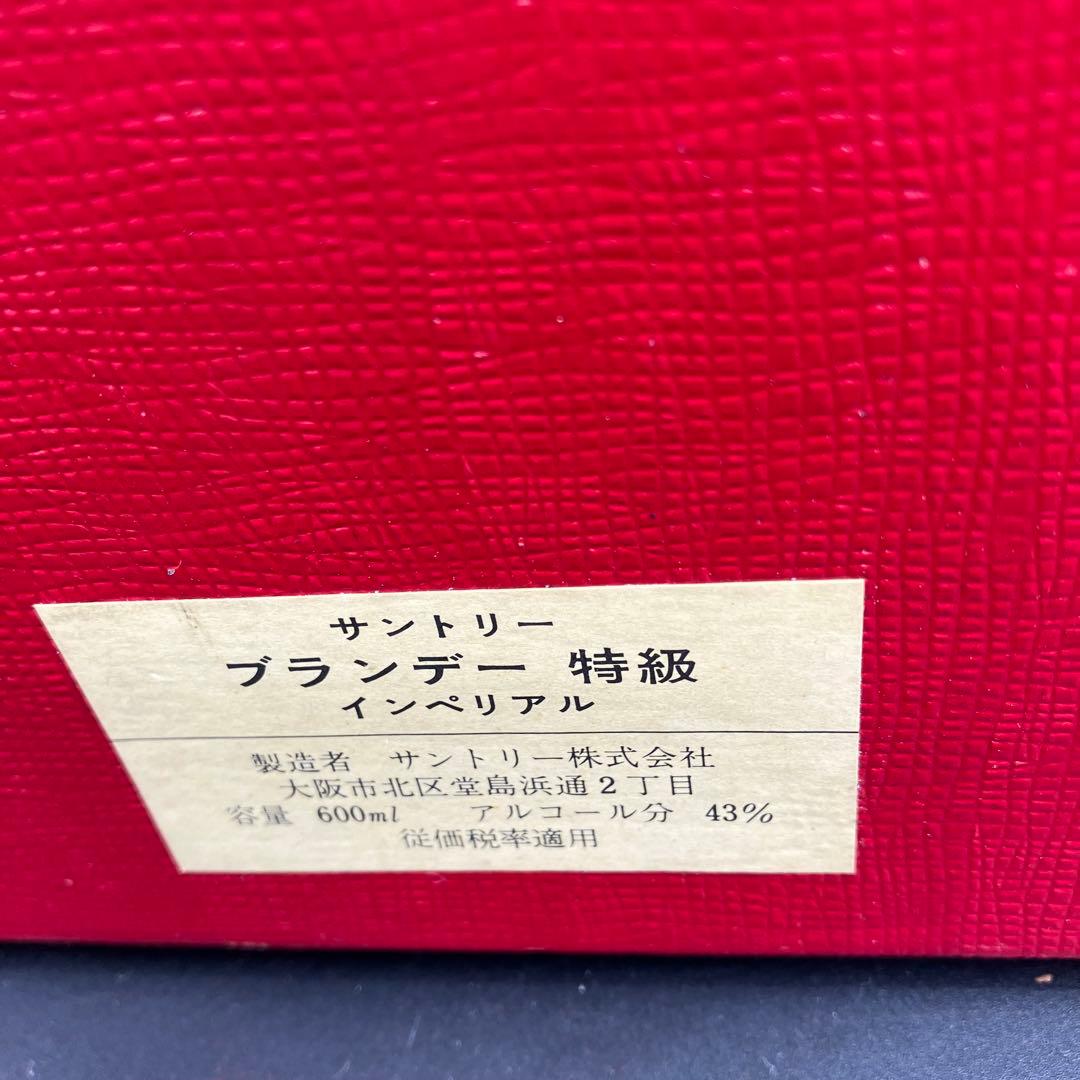 サントリー
ブランデー 特級
インペリアル
製造者 サントリー株式会社
大阪市北区堂島浜通2丁目
容量 600ml アルコール分 43%
従価税率適用